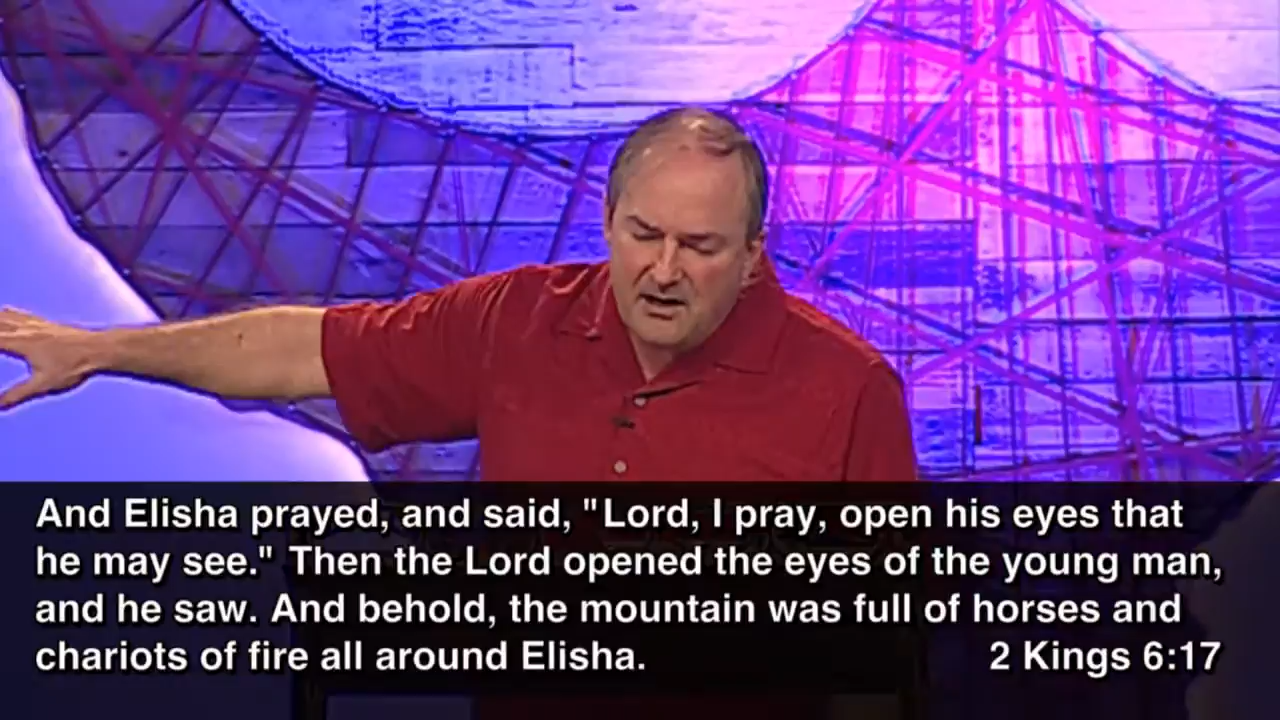 And Elisha prayed, and said, "Lord, I pray, open his eyes that
he may see." Then the Lord opened the eyes of the young man,
and he saw. And behold, the mountain was full of horses and
chariots of fire all around Elisha. 2 Kings 6:17